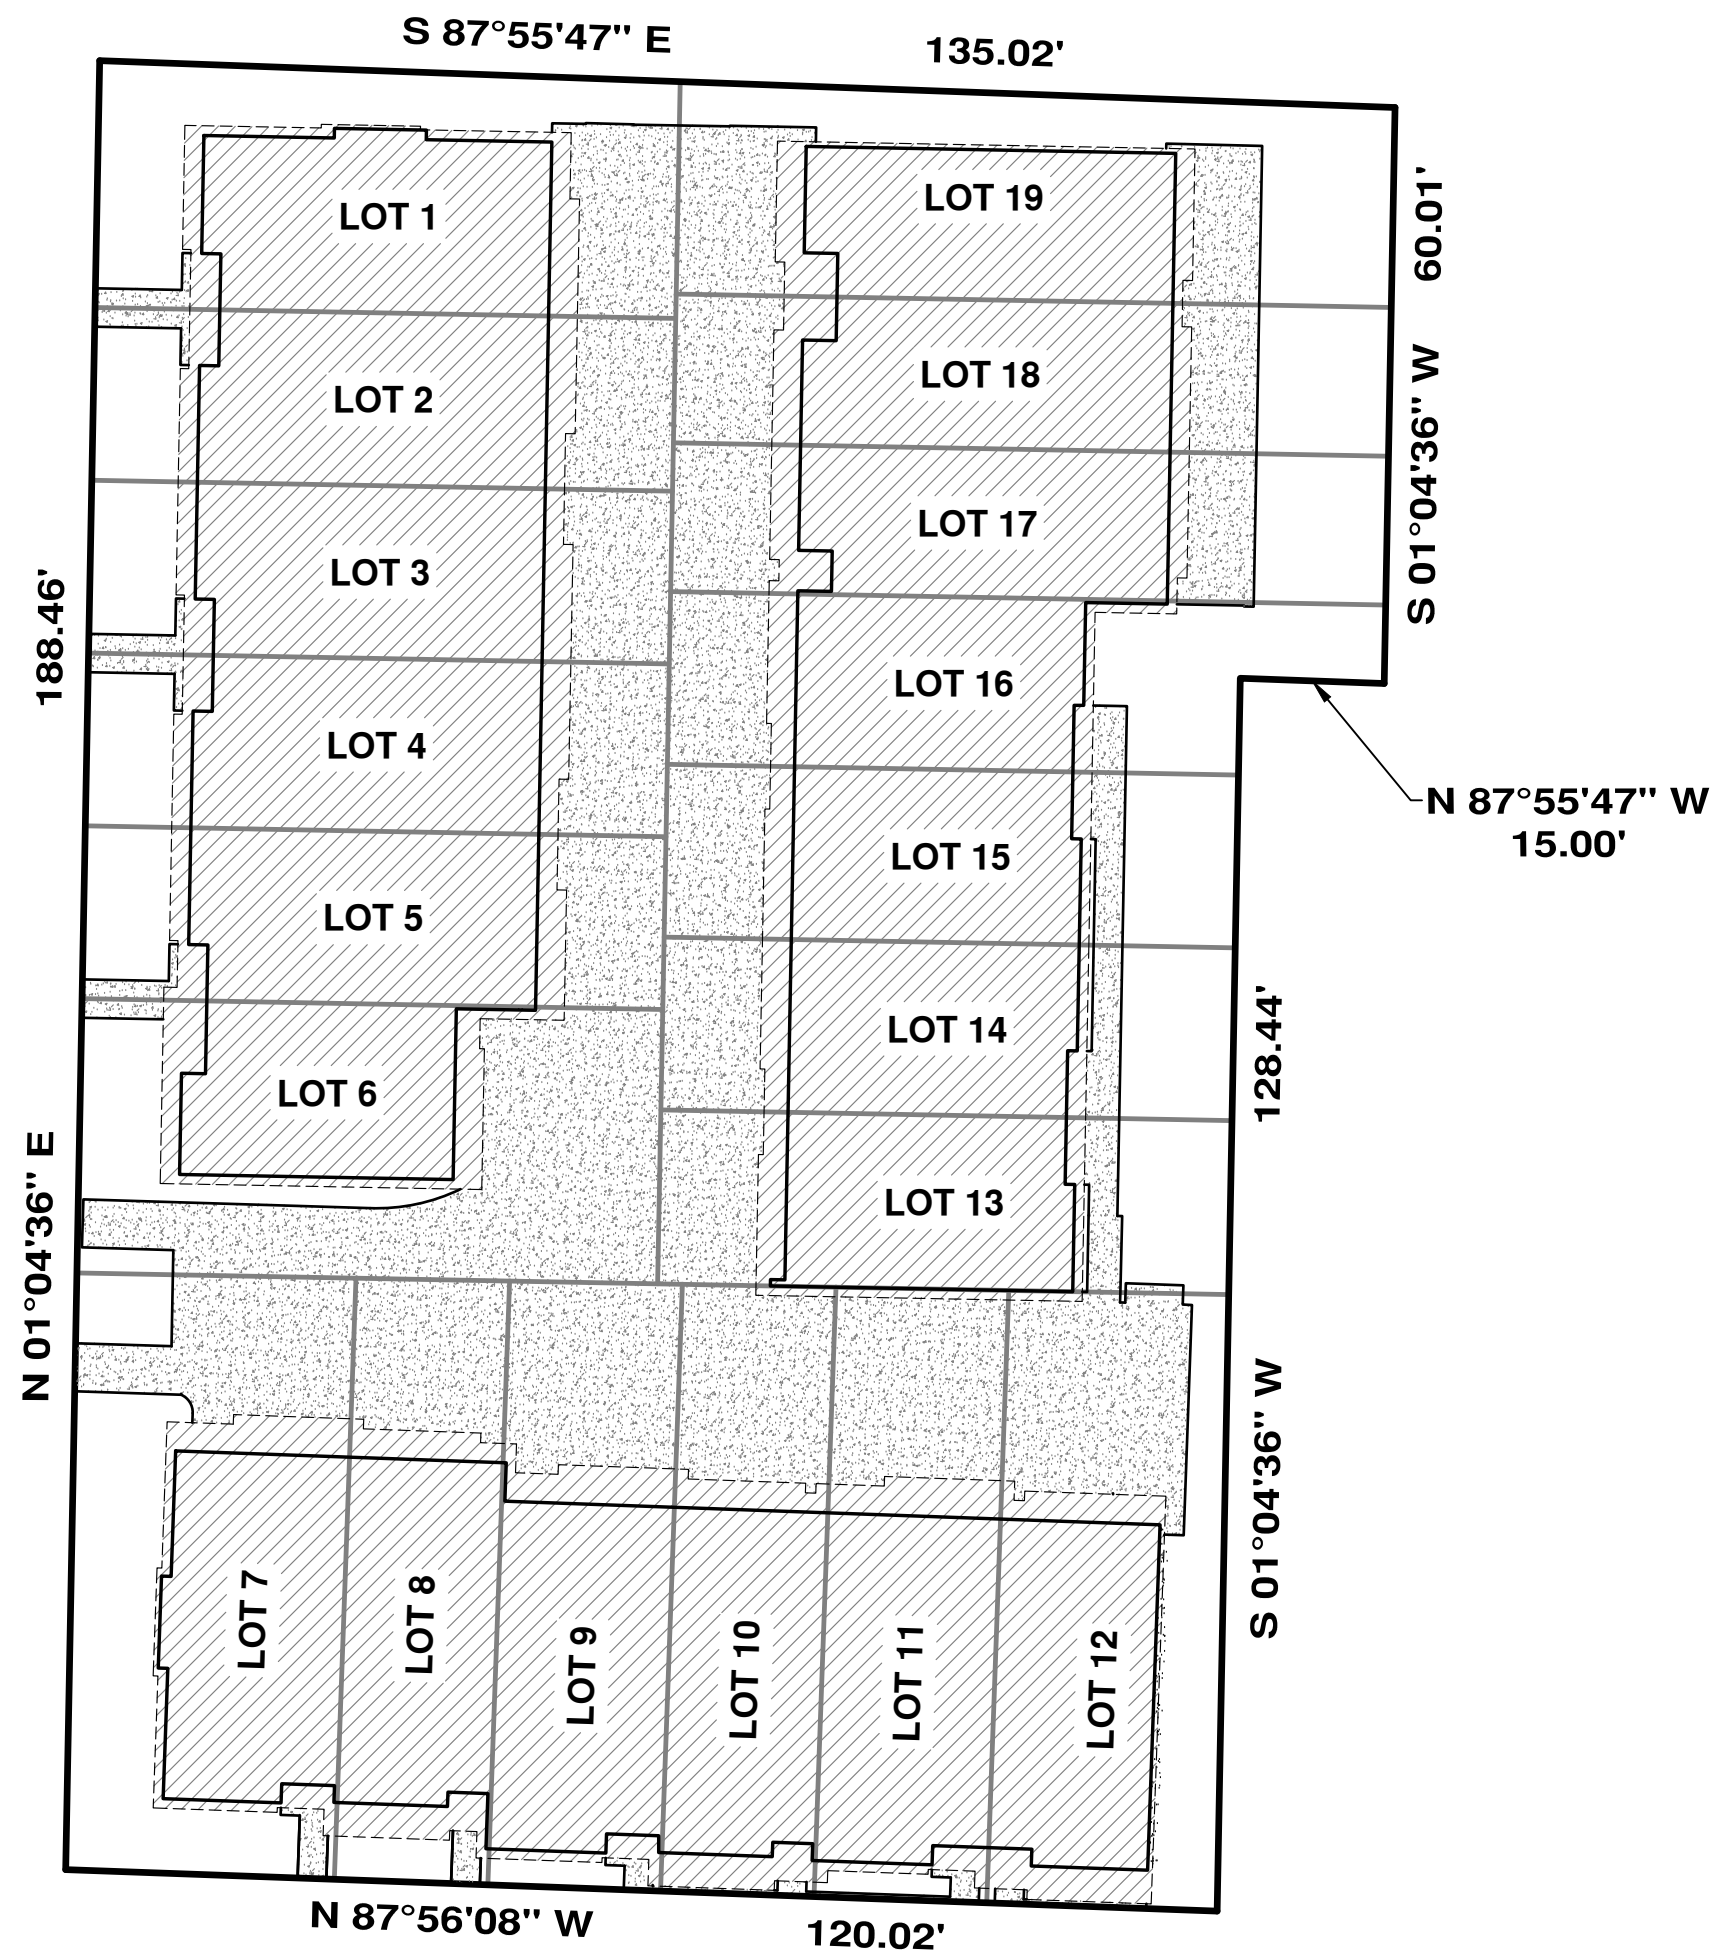 S 87°55'47" E
135.02'
LOT 1
LOT 19
60.01'
LOT 2
LOT 18
S 01°04'36" W
LOT 3
LOT 17
188.46'
LOT 4
LOT 16
N 87°55'47" W
15.00'
LOT 5
LOT 15
LOT 6
LOT 14
128.44'
N 01°04'36" E
LOT 13
S 01°04'36" W
LOT 7
LOT 8
LOT 9
LOT 10
LOT 11
LOT 12
N 87°56'08" W
120.02'